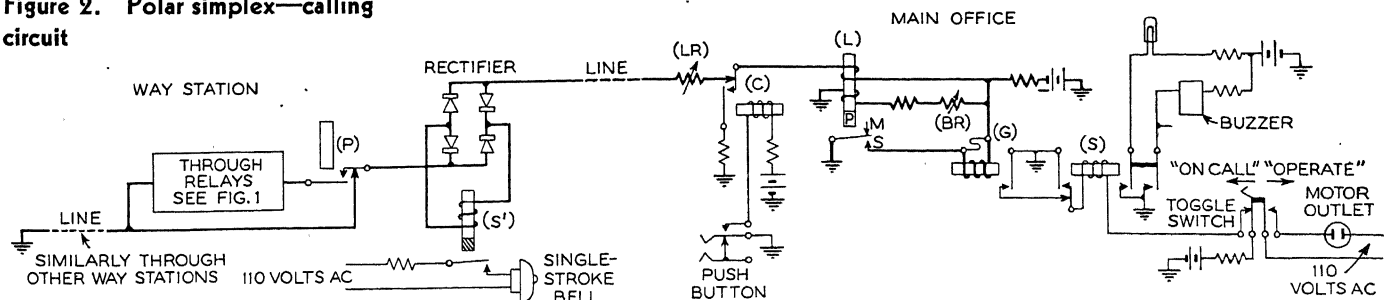 Figure 2. Polar simplex—calling
circuit
MAIN OFFICE
WAY STATION
RECTIFIER
LINE
(LR)
(L)
(C)
(P)
THROUGH
RELAYS
SEE FIG.1
(S')
P
(BR)
M
S
(G)
(S)
BUZZER
"ON CALL" "OPERATE"
TOGGLE
SWITCH
MOTOR
OUTLET
LINE
SIMILARLY THROUGH
OTHER WAY STATIONS
110 VOLTS AC
SINGLE-
STROKE
BELL
PUSH
BUTTON
110
VOLTS AC